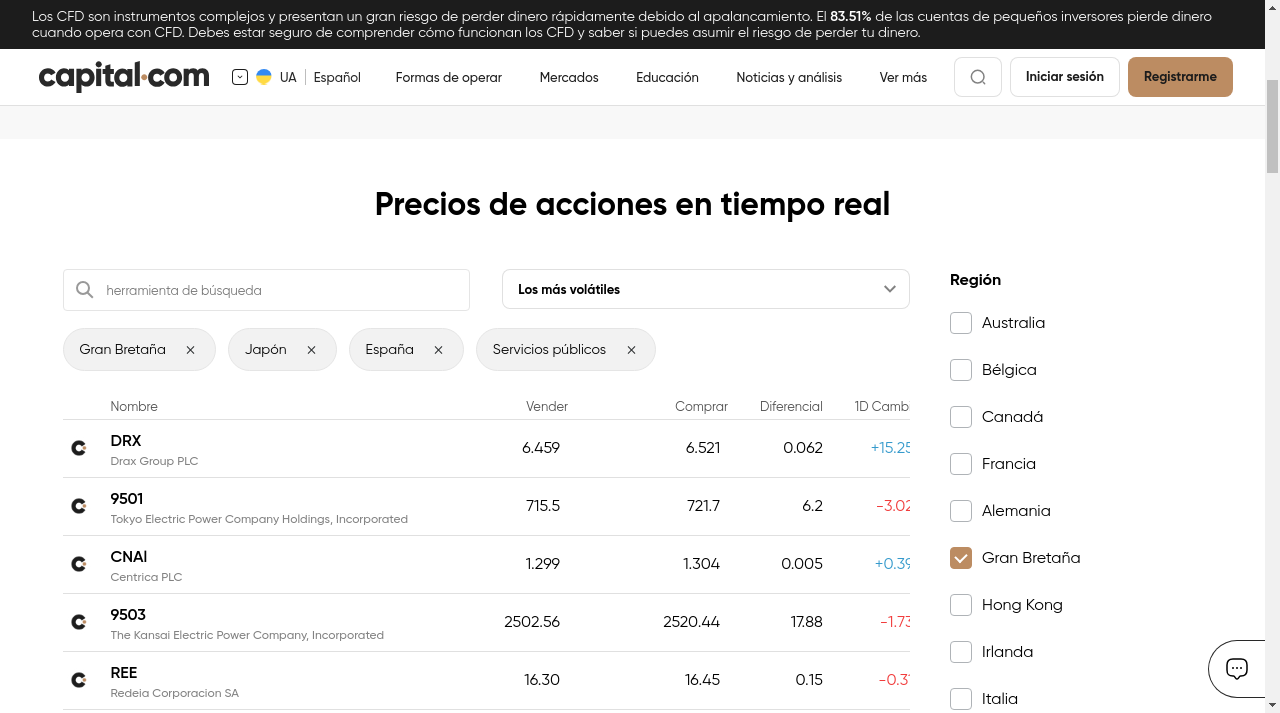 Los CFD son instrumentos complejos y presentan un gran riesgo de perder dinero rápidamente debido al apalancamiento. El 83.51% de las cuentas de pequeños inversores pierde dinero
cuando opera con CFD. Debes estar seguro de comprender cómo funcionan los CFD y saber si puedes asumir el riesgo de perder tu dinero.
capital.com UA Español Formas de operar Mercados Educación Noticias y análisis Ver más Iniciar sesión Registrarme
Precios de acciones en tiempo real
herramienta de búsqueda
Los más volátiles
Gran Bretaña
Japón
España
Servicios públicos
Nombre Vender Comprar Diferencial 1D Cambi
DRX 6.459 6.521 0.062 +15.25
Drax Group PLC
9501 715.5 721.7 6.2 -3.02
Tokyo Electric Power Company Holdings, Incorporated
CNAl 1.299 1.304 0.005 +0.39
Centrica PLC
9503 2502.56 2520.44 17.88 -1.73
The Kansai Electric Power Company, Incorporated
REE 16.30 16.45 0.15 -0.31
Redeia Corporacion SA
Región
Australia
Bélgica
Canadá
Francia
Alemania
Gran Bretaña
Hong Kong
Irlanda
Italia